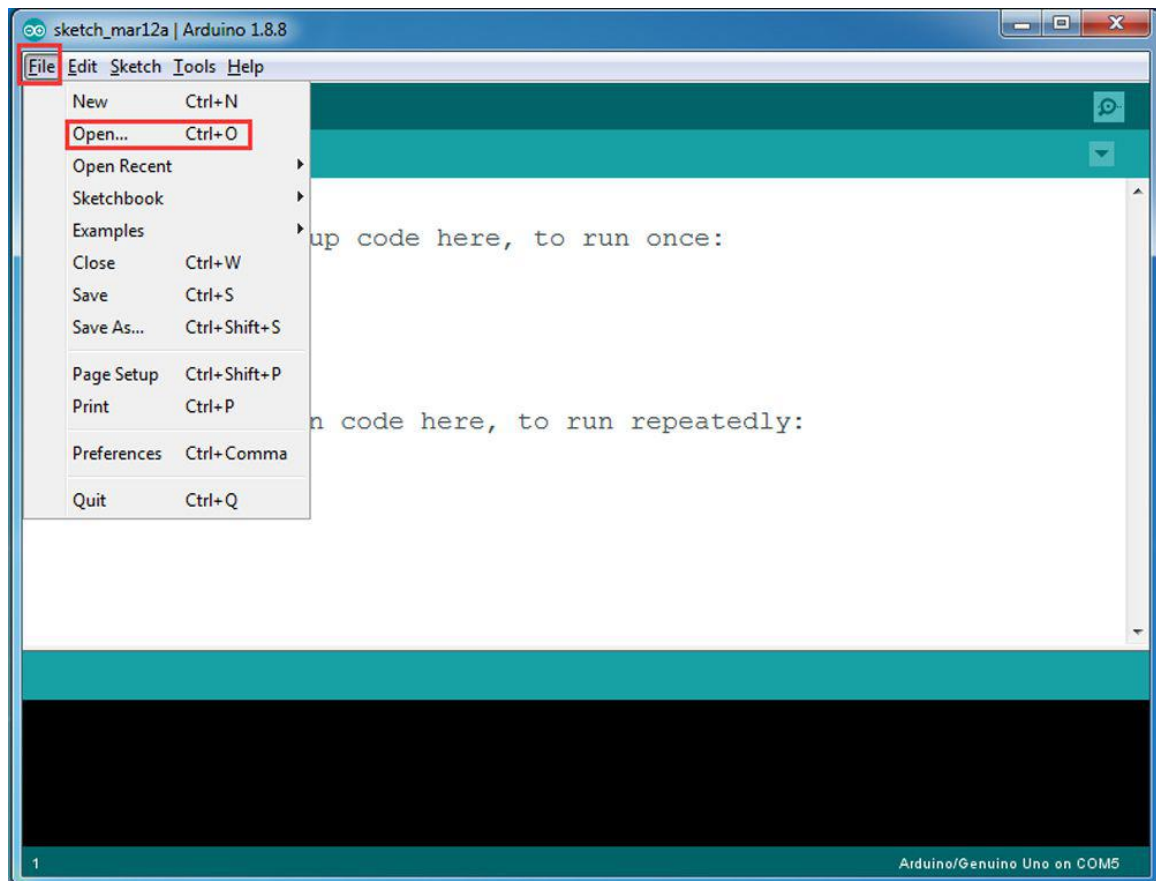 sketch_mar12a | Arduino 1.8.8
File Edit Sketch Tools Help
New Ctrl+N
Open... Ctrl+O
Open Recent
Sketchbook
Examples
up code here, to run once:
Close Ctrl+W
Save Ctrl+S
Save As... Ctrl+Shift+S
Page Setup Ctrl+Shift+P
Print Ctrl+P
n code here, to run repeatedly:
Preferences Ctrl+Comma
Quit Ctrl+Q
1 Arduino/Genuino Uno on COM5